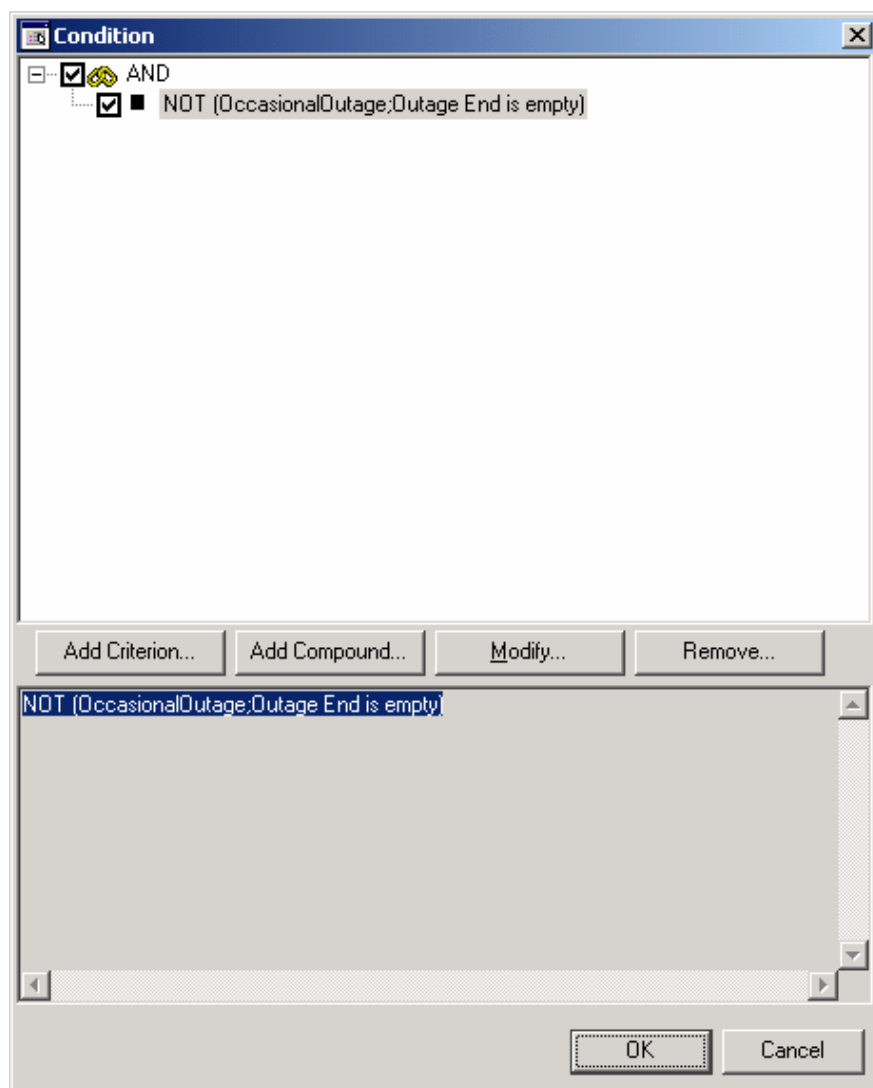 Condition
AND
NOT (OccasionalOutage;Outage End is empty)
Add Criterion... Add Compound... Modify... Remove...
NOT (OccasionalOutage;Outage End is empty)
OK Cancel